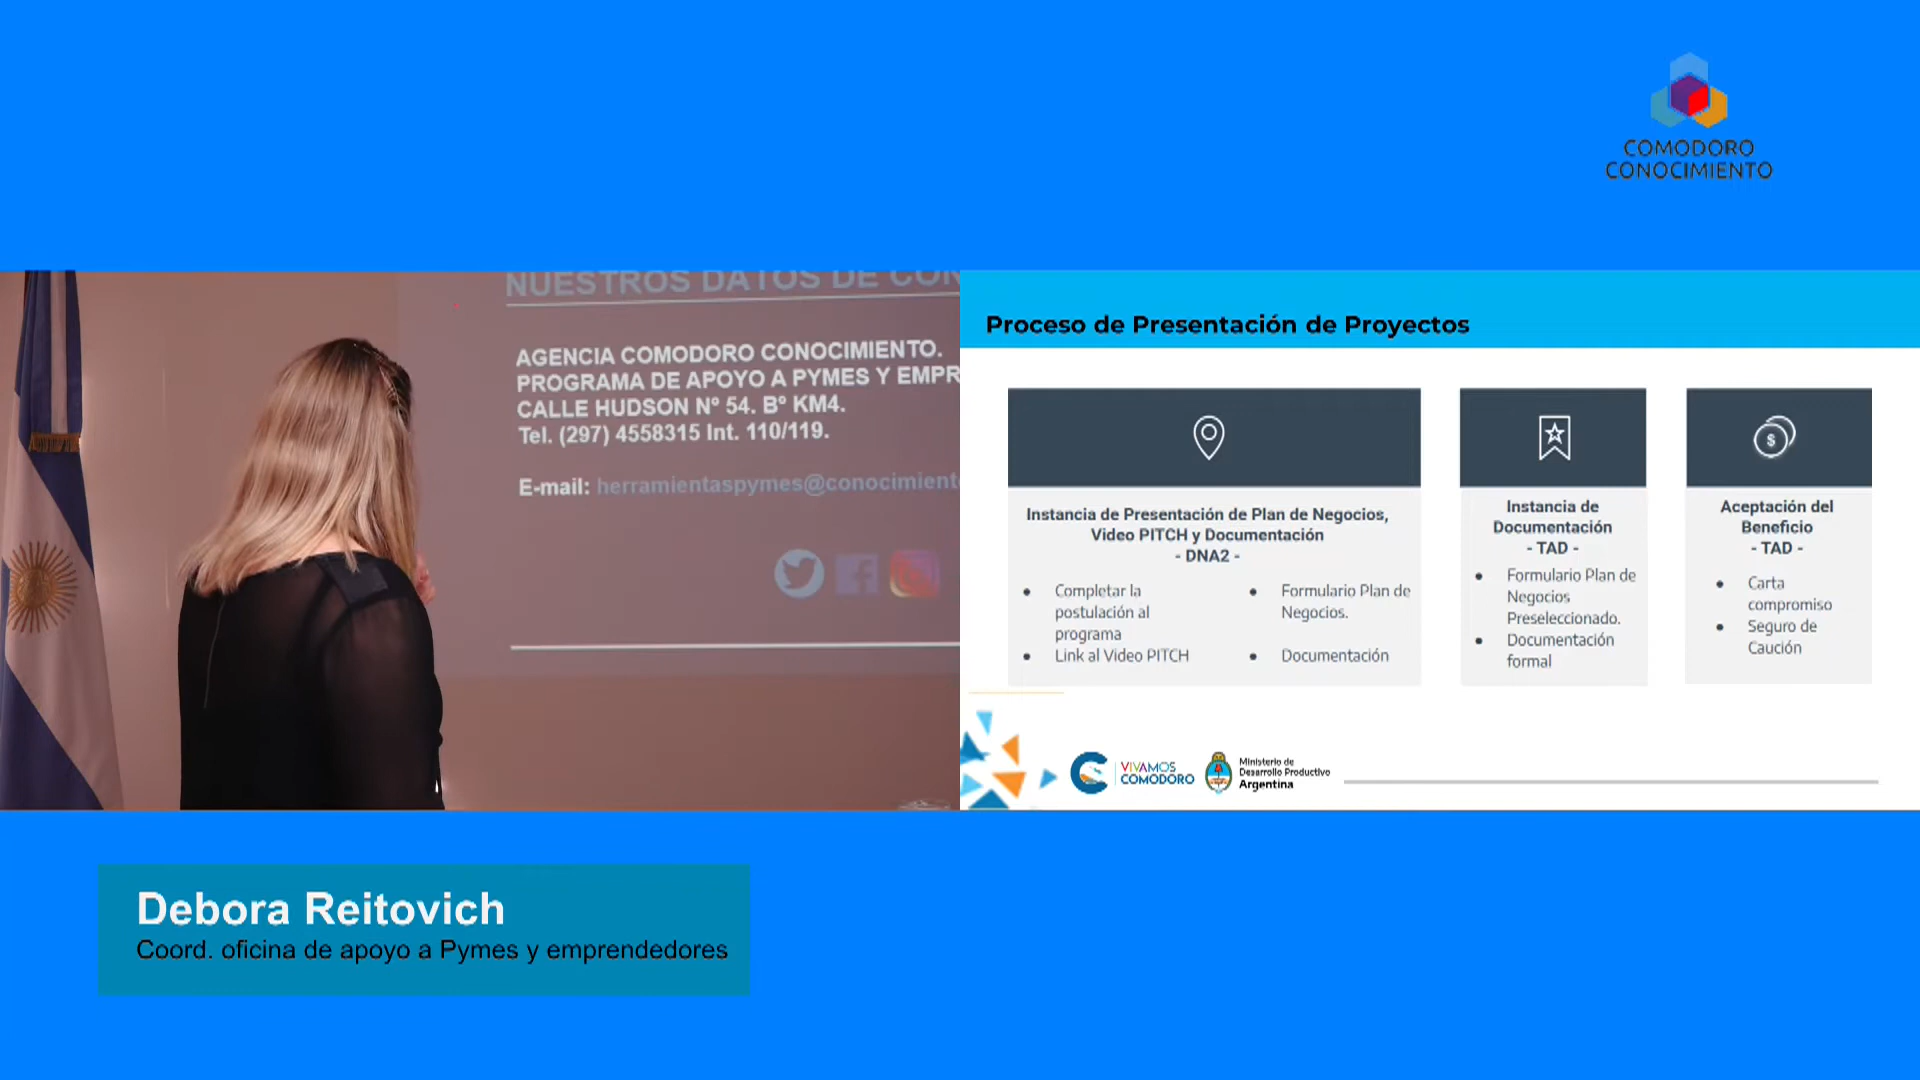 COMODORO
CONOCIMIENTO
NUESTROS DATOS DE CON
AGENCIA COMODORO CONOCIMIENTO.
PROGRAMA DE APOYO A PYMES Y EMPR
CALLE HUDSON Nº 54. Bº KM4.
Tel. (297) 4558315 Int. 110/119.
E-mail: herramientaspymes@conocimient
Proceso de Presentación de Proyectos
Instancia de Presentación de Plan de Negocios,
Video PITCH y Documentación
- DNA2 -
• Completar la
postulación al
programa
• Link al Video PITCH
• Formulario Plan de
Negocios.
• Documentación
Instancia de
Documentación
- TAD -
• Formulario Plan de
Negocios
Preseleccionado.
• Documentación
formal
$
Aceptación del
Beneficio
- TAD -
• Carta
compromiso
• Seguro de
Caución
VIVAMOS
COMODORO
Ministerio de
Desarrollo Productivo
Argentina
Debora Reitovich
Coord. oficina de apoyo a Pymes y emprendedores